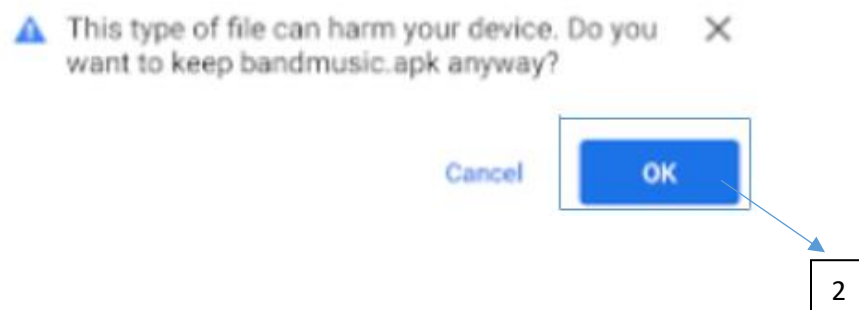 This type of file can harm your device. Do you
want to keep bandmusic.apk anyway?
Cancel
OK
2